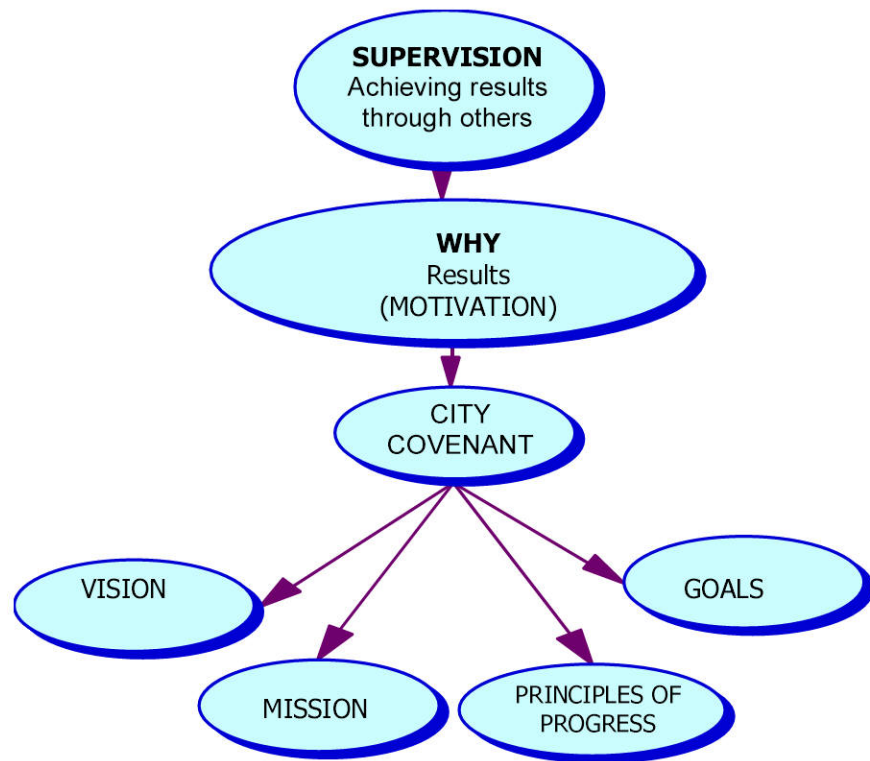 SUPERVISION
Achieving results
through others
WHY
Results
(MOTIVATION)
CITY
COVENANT
VISION
GOALS
MISSION
PRINCIPLES OF
PROGRESS